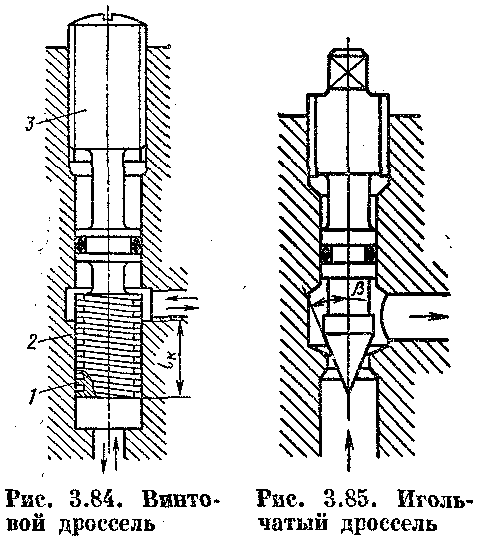 3
β
2
lк
1
Рис. 3.84. Винто-
вой дроссель
Рис. 3.85. Иголь-
чатый дроссель